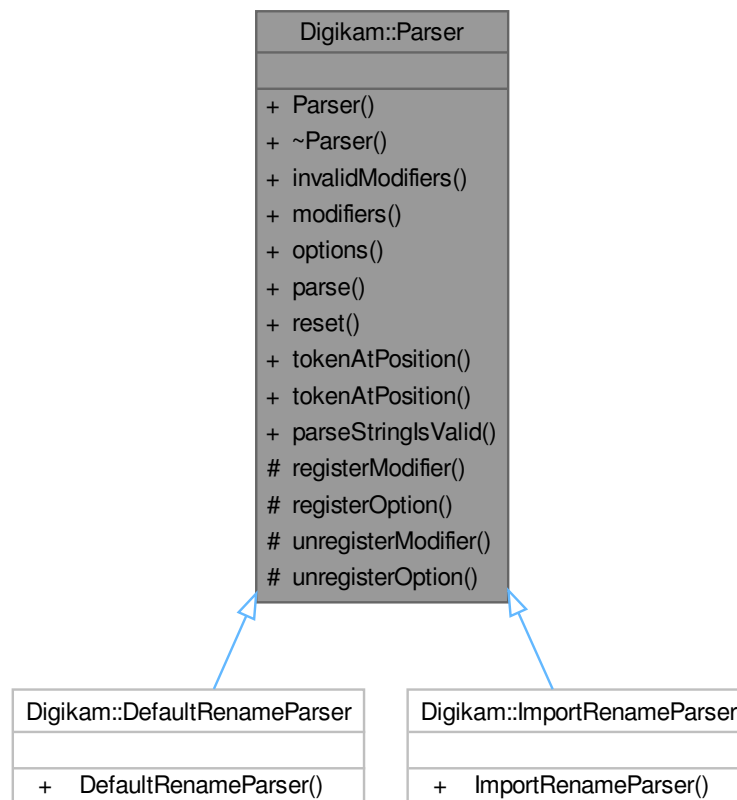 Digikam::Parser
+ Parser()
+ ~Parser()
+ invalidModifiers()
+ modifiers()
+ options()
+ parse()
+ reset()
+ tokenAtPosition()
+ tokenAtPosition()
+ parseStringIsValid()
# registerModifier()
# registerOption()
# unregisterModifier()
# unregisterOption()
Digikam::DefaultRenameParser
+ DefaultRenameParser()
Digikam::ImportRenameParser
+ ImportRenameParser()